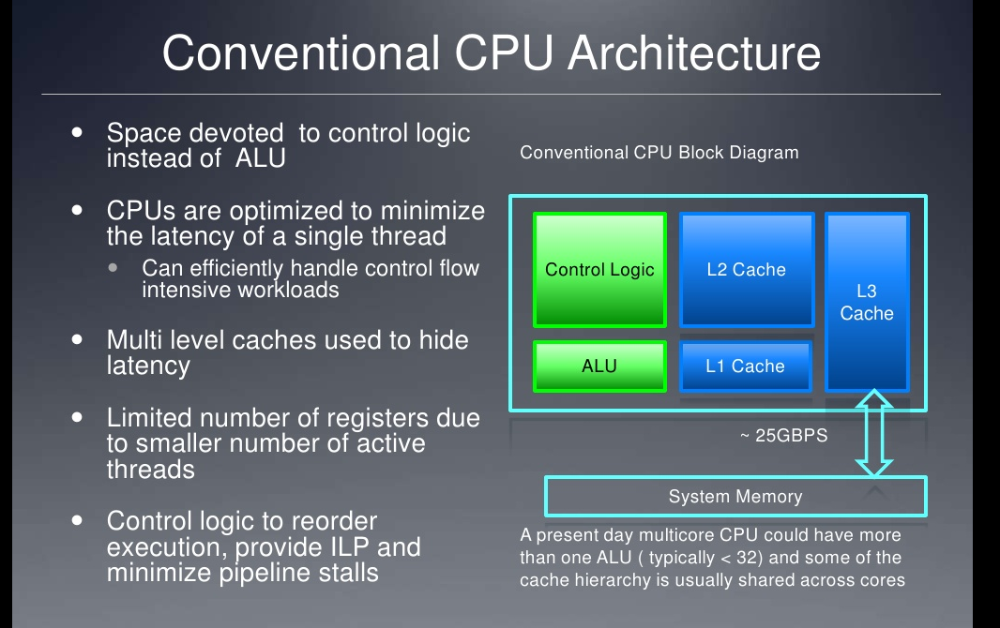 Conventional CPU Architecture
• Space devoted to control logic
instead of ALU
• CPUs are optimized to minimize
the latency of a single thread
• Can efficiently handle control flow
intensive workloads
• Multi level caches used to hide
latency
• Limited number of registers due
to smaller number of active
threads
• Control logic to reorder
execution, provide ILP and
minimize pipeline stalls
Conventional CPU Block Diagram
Control Logic
L2 Cache
L3
Cache
ALU
L1 Cache
~ 25GBPS
System Memory
A present day multicore CPU could have more
than one ALU ( typically < 32) and some of the
cache hierarchy is usually shared across cores